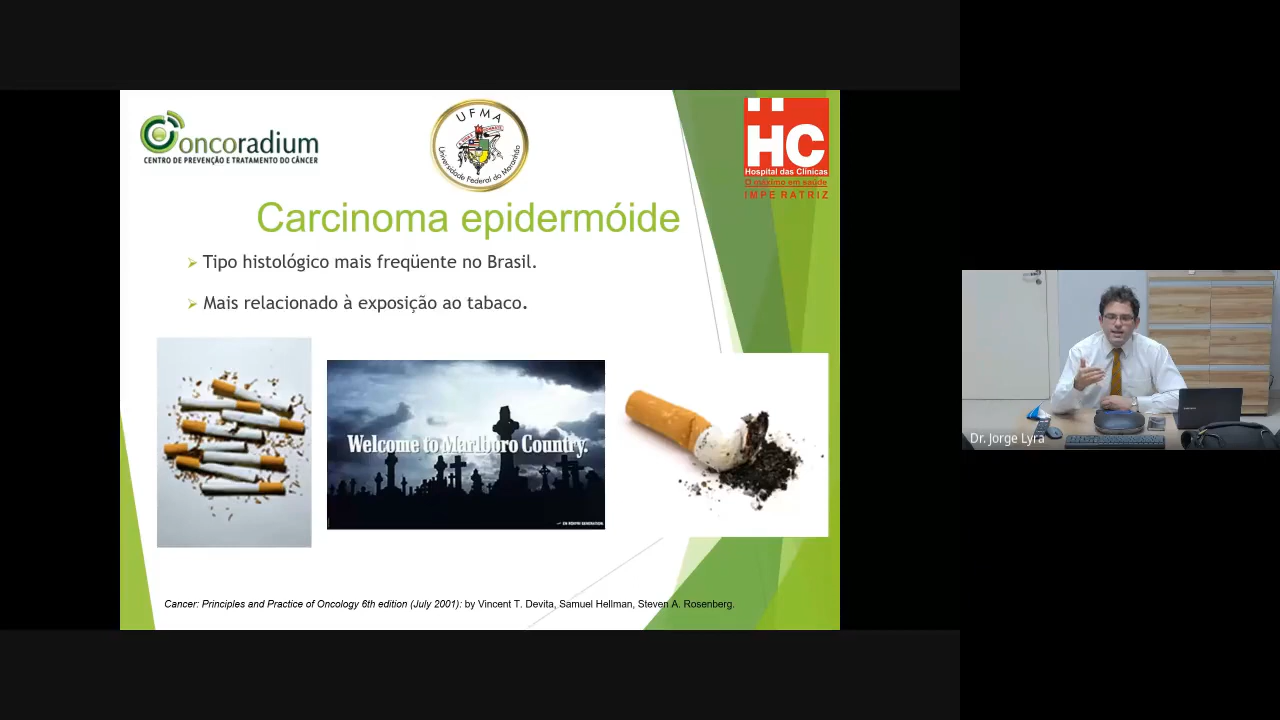 oncoradium
CENTRO DE PREVENÇÃO E TRATAMENTO DO CÂNCER
UFMA
Universidade Federal do Maranhão
HC
Hospital das Clínicas
O máximo em saúde
IMPERATRIZ
Carcinoma epidermóide
Tipo histológico mais freqüente no Brasil.
Mais relacionado à exposição ao tabaco.
Welcome to Marlboro Country.
Cancer: Principles and Practice of Oncology 6th edition (July 2001): by Vincent T. Devita, Samuel Hellman, Steven A. Rosenberg.
Dr. Jorge Lyra